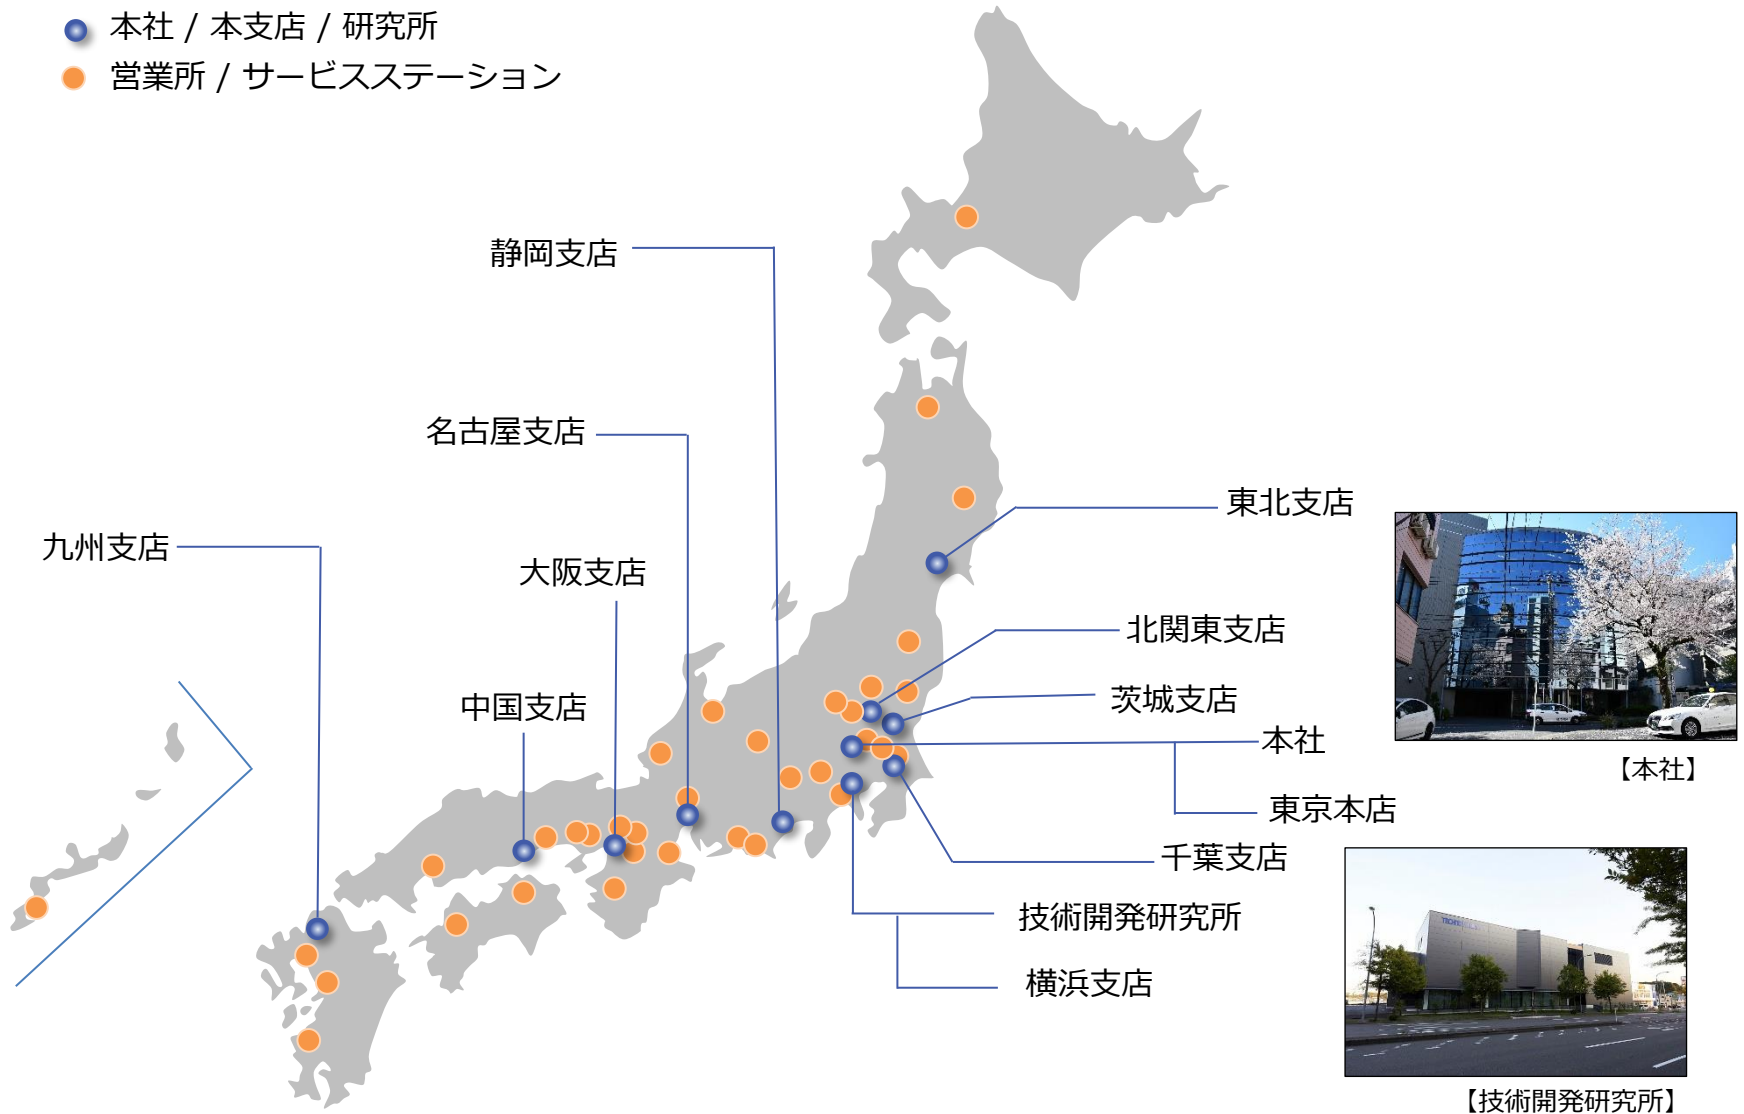 本社 / 本支店 / 研究所
営業所 / サービスステーション
静岡支店
名古屋支店
東北支店
九州支店
大阪支店
北関東支店
茨城支店
中国支店
本社
【本社】
東京本店
千葉支店
技術開発研究所
横浜支店
【技術開発研究所】